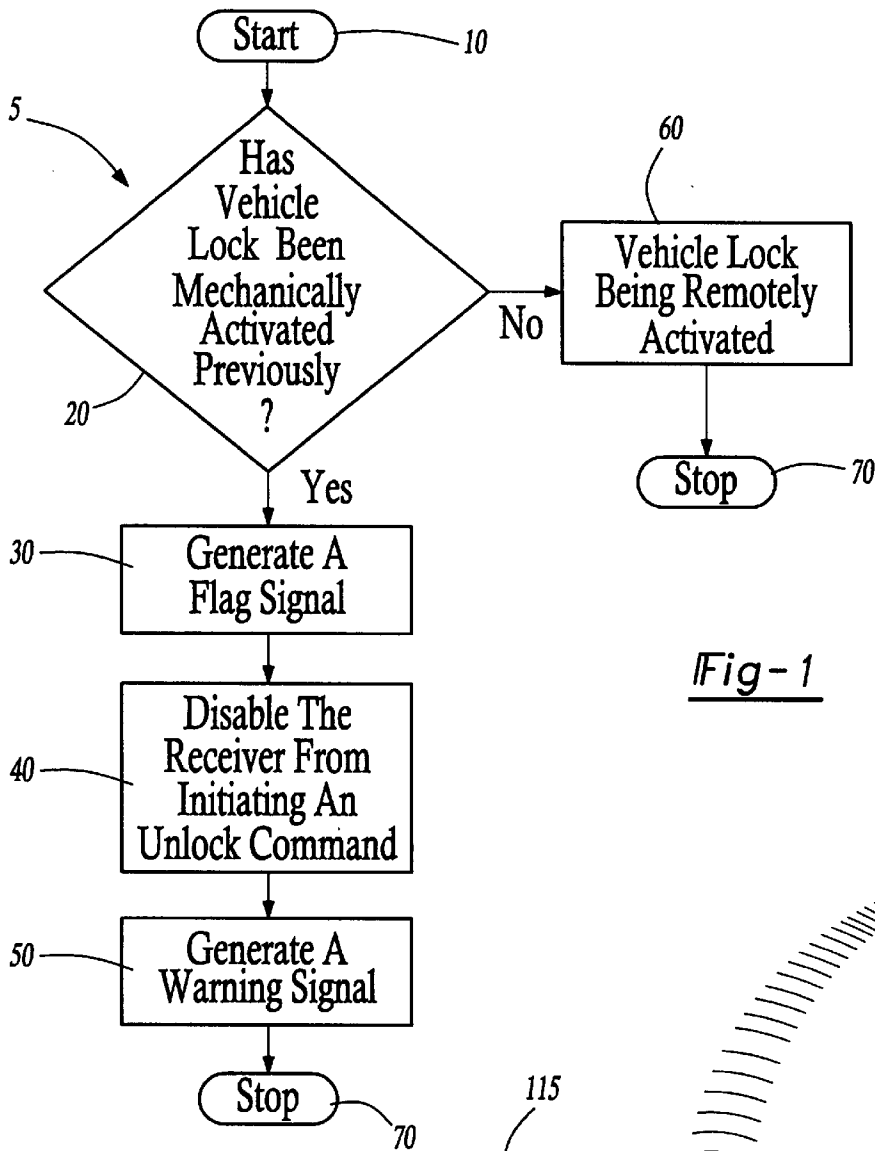 Start
10
5
Has
Vehicle
Lock Been
Mechanically
Activated
Previously
?
20
No
60
Vehicle Lock
Being Remotely
Activated
Stop
70
Yes
30
Generate A
Flag Signal
Fig-1
40
Disable The
Receiver From
Initiating An
Unlock Command
50
Generate A
Warning Signal
Stop
70
115